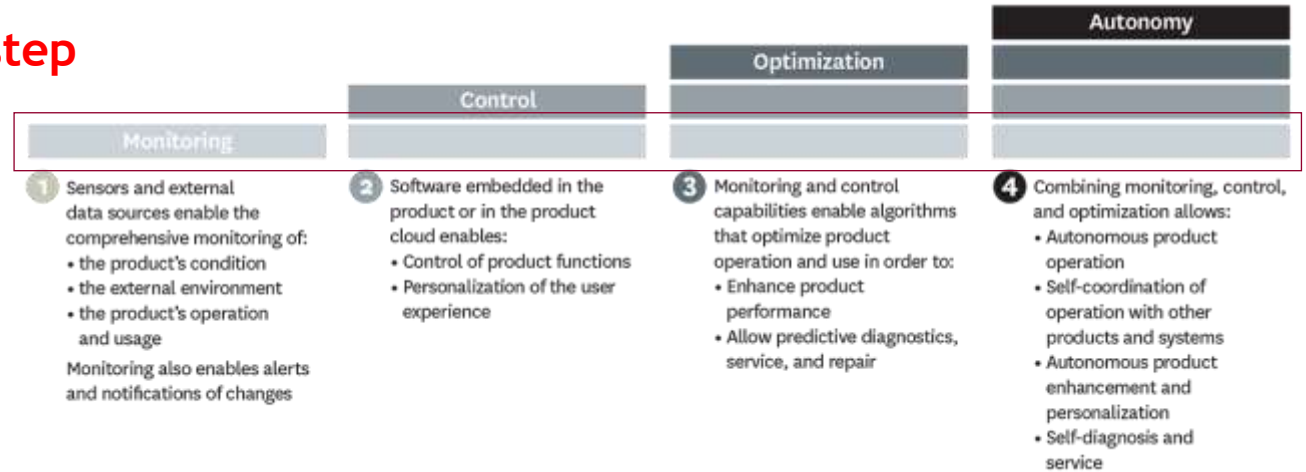 step
Monitoring
1 Sensors and external
data sources enable the
comprehensive monitoring of:
• the product's condition
• the external environment
• the product's operation
and usage
Monitoring also enables alerts
and notifications of changes
Control
2 Software embedded in the
product or in the product
cloud enables:
• Control of product functions
• Personalization of the user
experience
Optimization
3 Monitoring and control
capabilities enable algorithms
that optimize product
operation and use in order to:
• Enhance product
performance
• Allow predictive diagnostics,
service, and repair
Autonomy
4 Combining monitoring, control,
and optimization allows:
• Autonomous product
operation
• Self-coordination of
operation with other
products and systems
• Autonomous product
enhancement and
personalization
• Self-diagnosis and
service